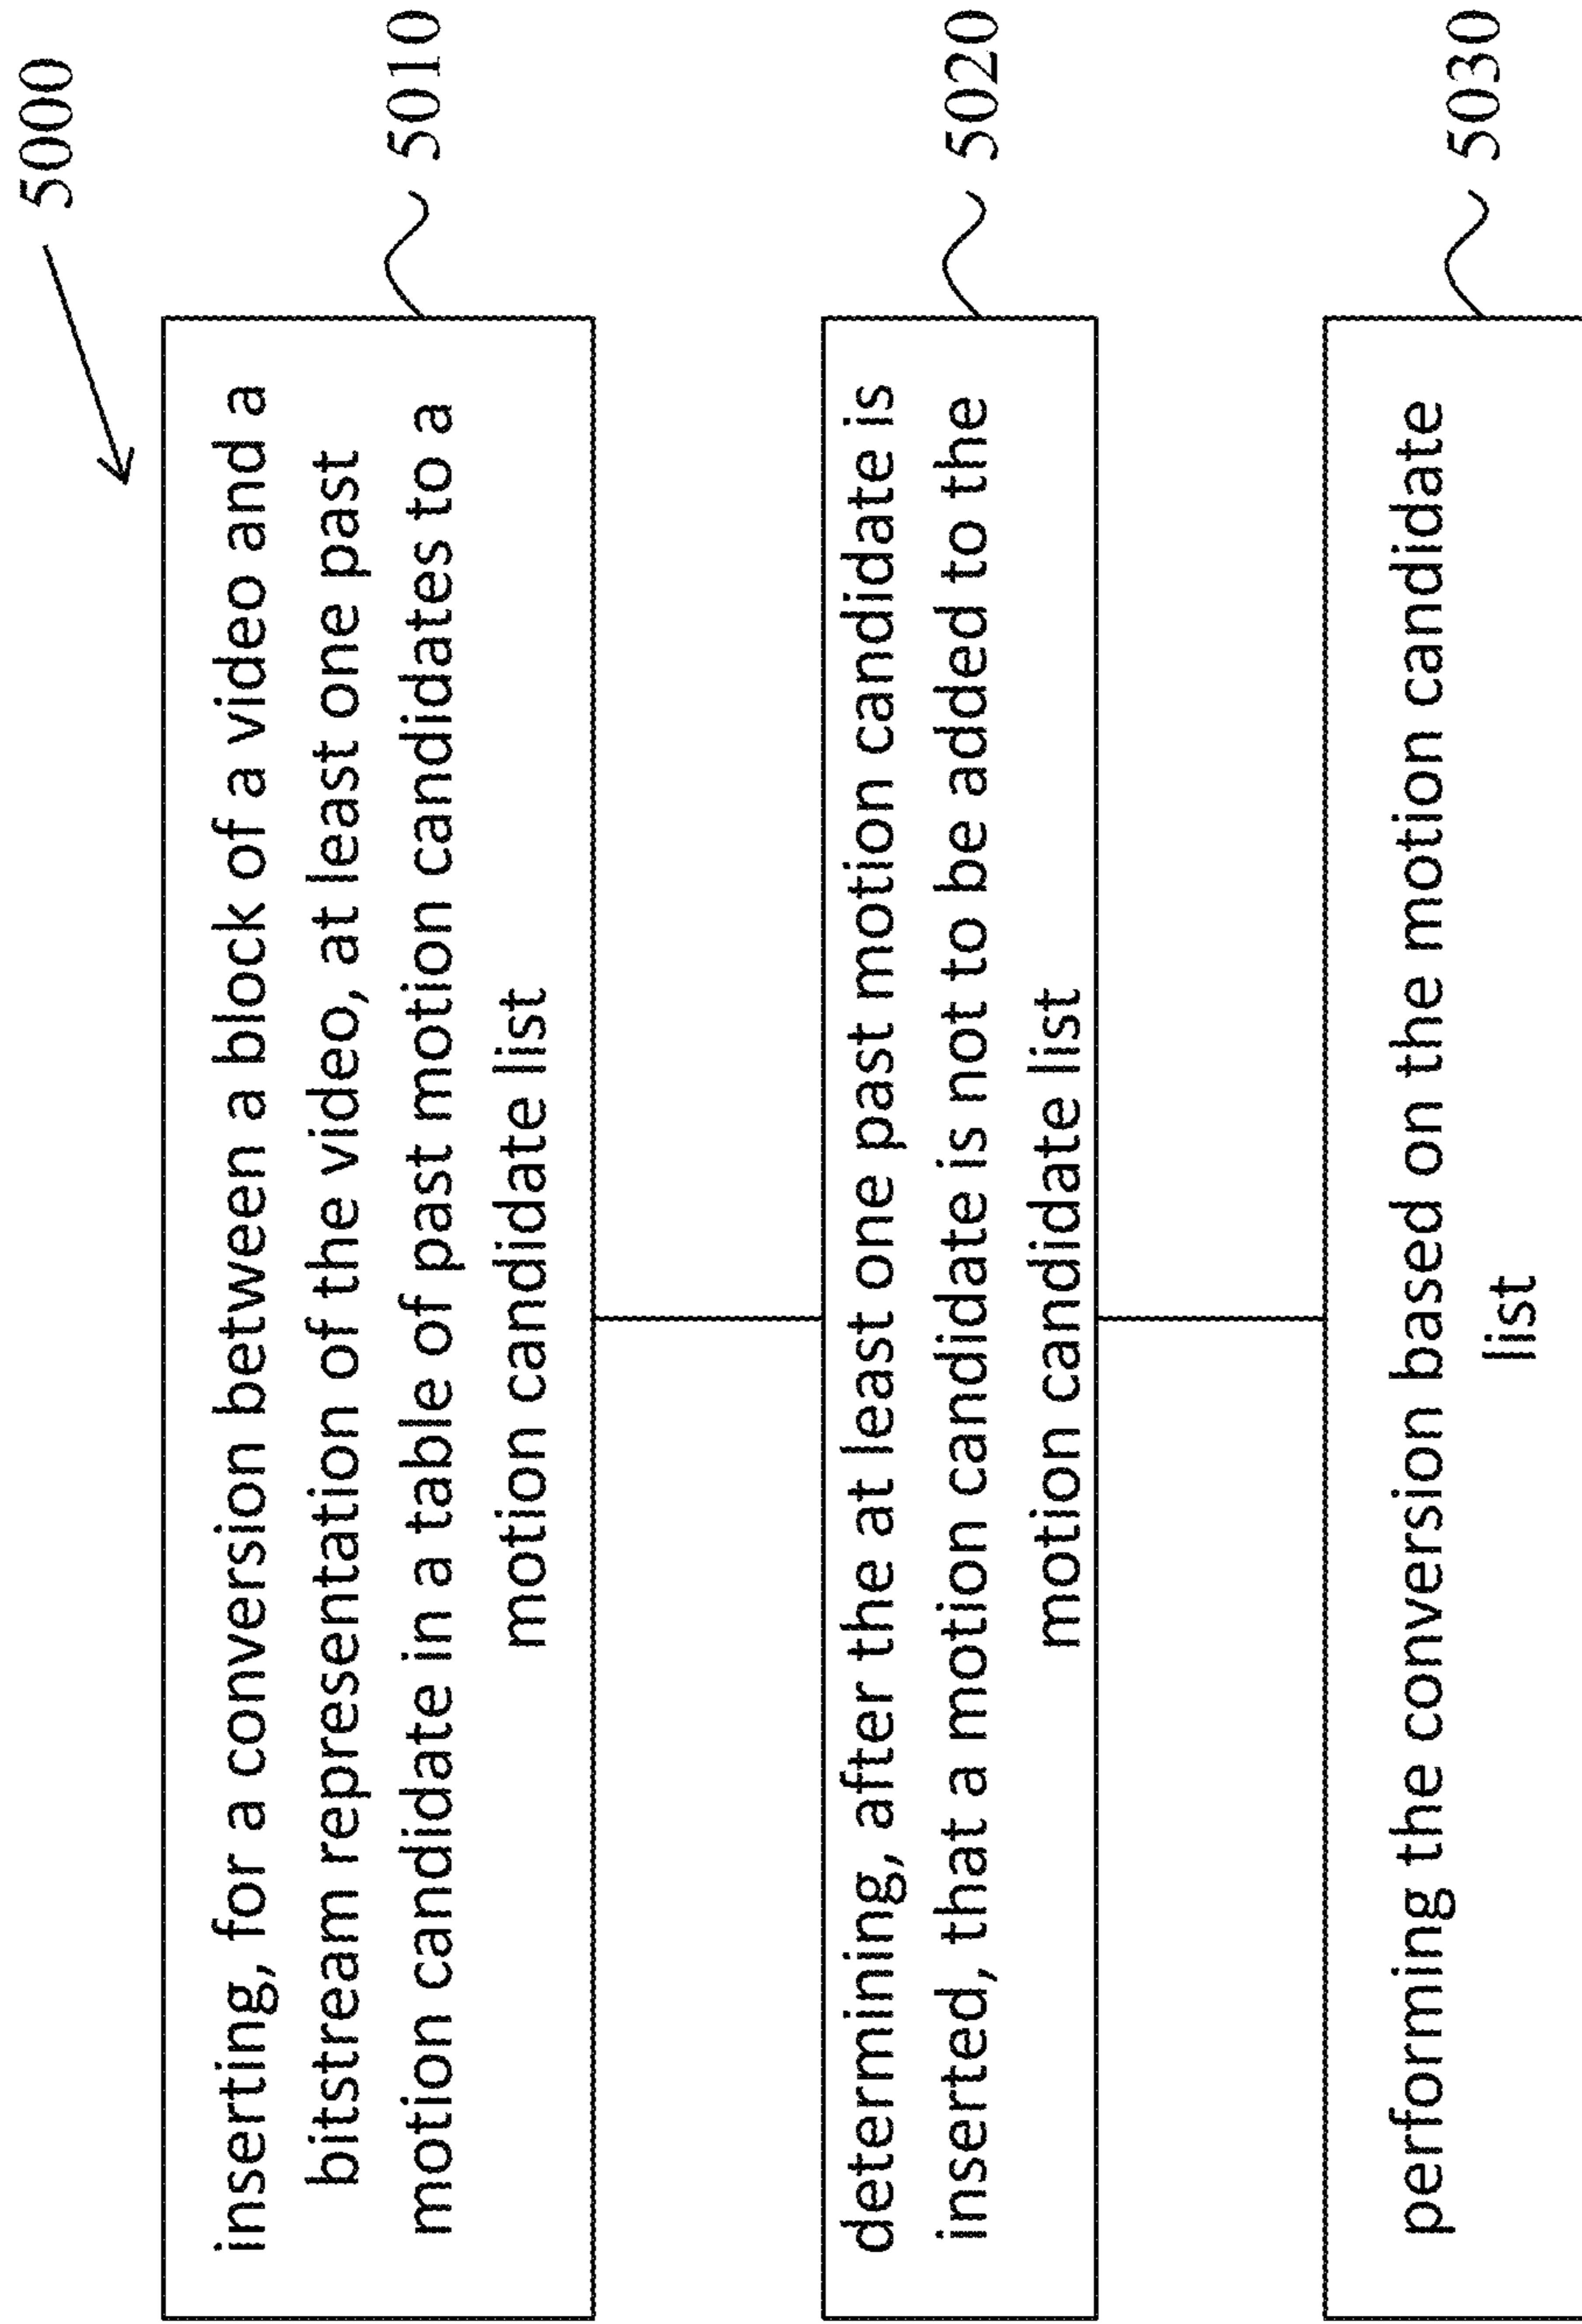 5000
inserting, for a conversion between a block of a video and a
bitstream representation of the video, at least one past
motion candidate in a table of past motion candidates to a
motion candidate list
5010
determining, after the at least one past motion candidate is
inserted, that a motion candidate is not to be added to the
motion candidate list
5020
performing the conversion based on the motion candidate
list
5030